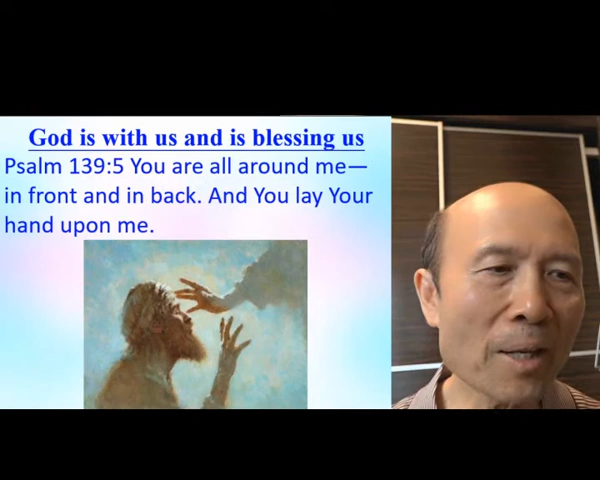 God is with us and is blessing us
Psalm 139:5 You are all around me—
in front and in back. And You lay Your
hand upon me.